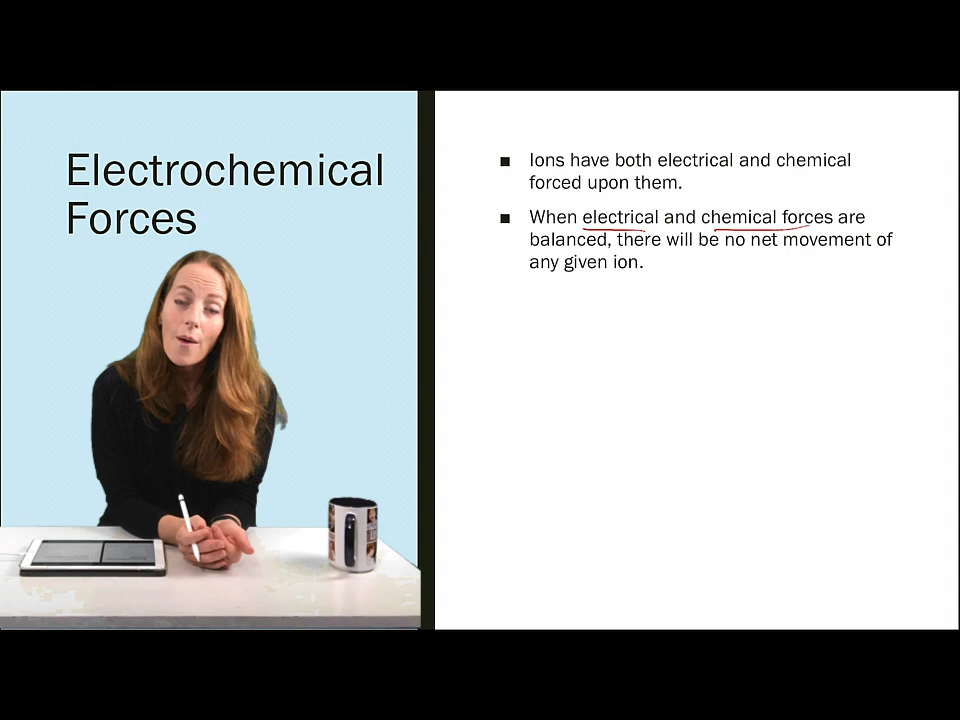 Electrochemical
Forces
■ Ions have both electrical and chemical
forced upon them.
■ When electrical and chemical forces are
balanced, there will be no net movement of
any given ion.